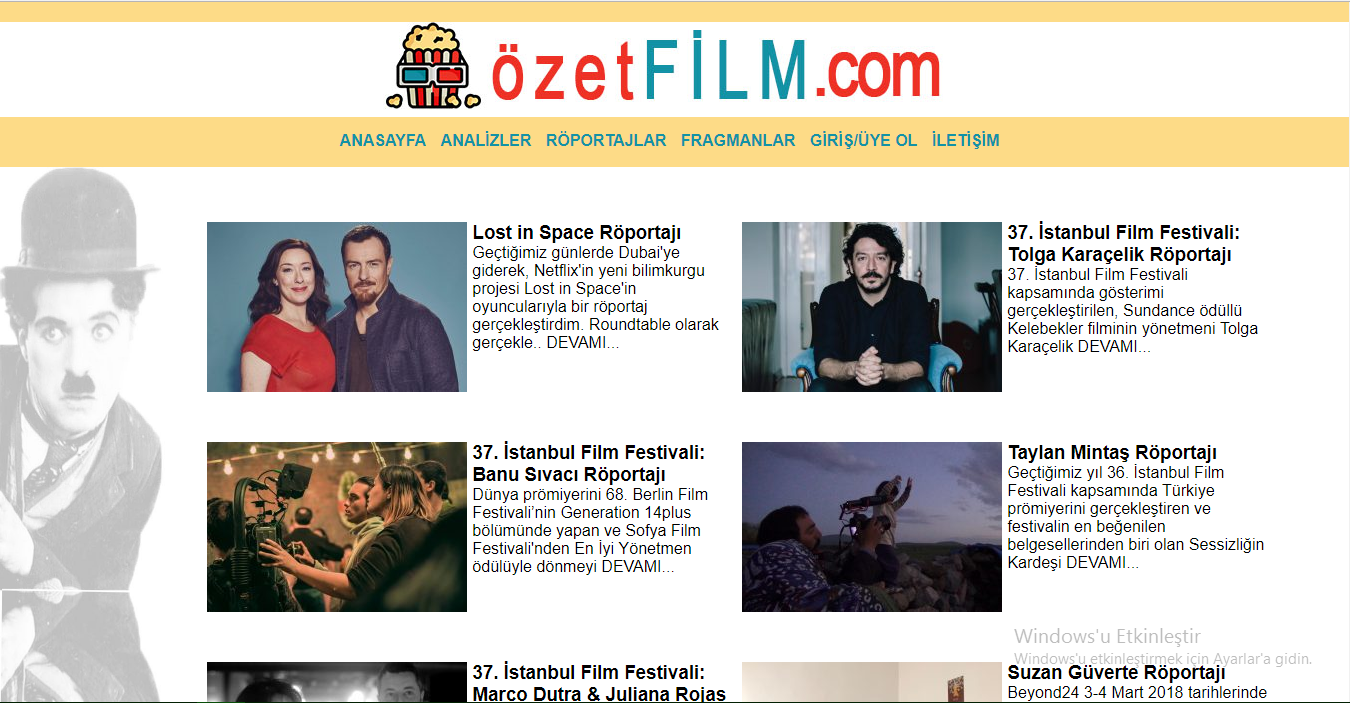 özetFİLM.com
ANASAYFA ANALİZLER RÖPORTAJLAR FRAGMANLAR GİRİŞ/ÜYE OL İLETİŞİM
Lost in Space Röportajı
Geçtiğimiz günlerde Dubai'ye
giderek, Netflix'in yeni bilimkurgu
projesi Lost in Space'in
oyuncularıyla bir röportaj
gerçekleştirdim. Roundtable olarak
gerçekle.. DEVAMI...
37. İstanbul Film Festivali:
Tolga Karaçelik Röportajı
37. İstanbul Film Festivali
kapsamında gösterimi
gerçekleştirilen, Sundance ödüllü
Kelebekler filminin yönetmeni Tolga
Karaçelik DEVAMI...
37. İstanbul Film Festivali:
Banu Sıvacı Röportajı
Dünya prömiyerini 68. Berlin Film
Festivali’nin Generation 14plus
bölümünde yapan ve Sofya Film
Festivali'nden En İyi Yönetmen
ödülüyle dönmeyi DEVAMI...
Taylan Mintaş Röportajı
Geçtiğimiz yıl 36. İstanbul Film
Festivali kapsamında Türkiye
prömiyerini gerçekleştiren ve
festivalin en beğenilen
belgesellerinden biri olan Sessizliğin
Kardeşi DEVAMI...
37. İstanbul Film Festivali:
Marco Dutra & Juliana Rojas
Windows'u Etkinleştir
Windows'u etkinleştirmek için Ayarlar'a gidin.
Suzan Güverte Röportajı
Beyond24 3-4 Mart 2018 tarihlerinde